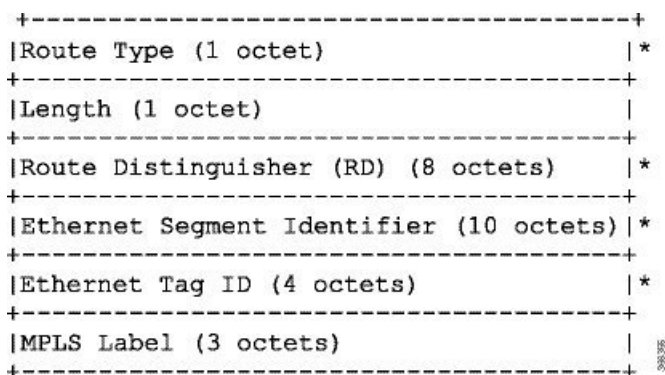 +---------------------------------------+
|Route Type (1 octet) |*
+---------------------------------------+
|Length (1 octet) |
+---------------------------------------+
|Route Distinguisher (RD) (8 octets) |*
+---------------------------------------+
|Ethernet Segment Identifier (10 octets)|*
+---------------------------------------+
|Ethernet Tag ID (4 octets) |*
+---------------------------------------+
|MPLS Label (3 octets) |
+---------------------------------------+